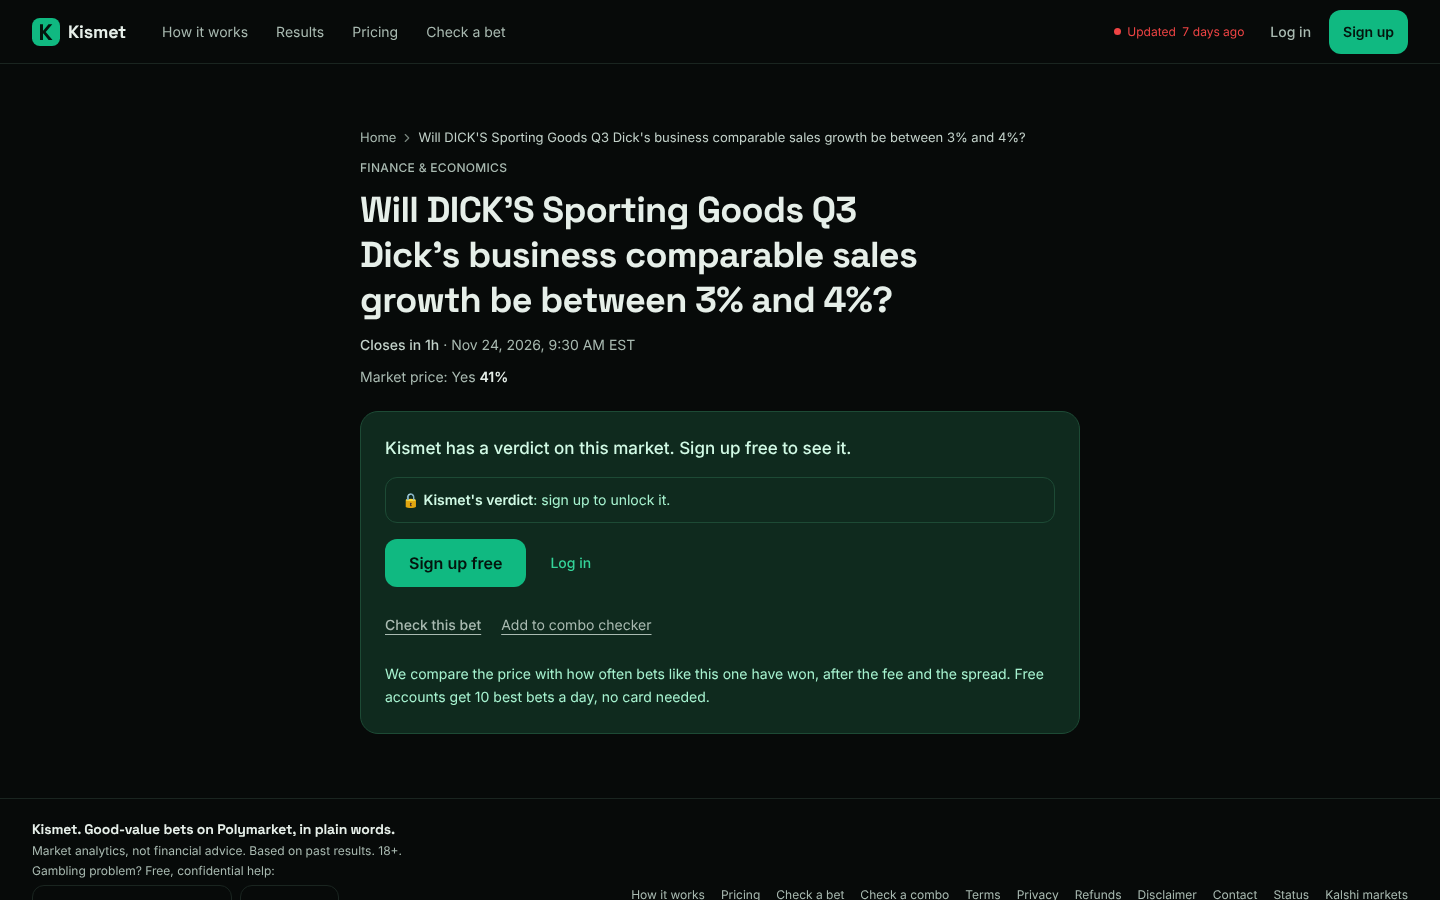 K Kismet How it works Results Pricing Check a bet Updated 7 days ago Log in Sign up
Home > Will DICK'S Sporting Goods Q3 Dick's business comparable sales growth be between 3% and 4%?
FINANCE & ECONOMICS
Will DICK'S Sporting Goods Q3
Dick's business comparable sales
growth be between 3% and 4%?
Closes in 1h · Nov 24, 2026, 9:30 AM EST
Market price: Yes 41%
Kismet has a verdict on this market. Sign up free to see it.
🔒 Kismet's verdict: sign up to unlock it.
Sign up free Log in
Check this bet Add to combo checker
We compare the price with how often bets like this one have won, after the fee and the spread. Free
accounts get 10 best bets a day, no card needed.
Kismet. Good-value bets on Polymarket, in plain words.
Market analytics, not financial advice. Based on past results. 18+.
Gambling problem? Free, confidential help:
How it works Pricing Check a bet Check a combo Terms Privacy Refunds Disclaimer Contact Status Kalshi markets